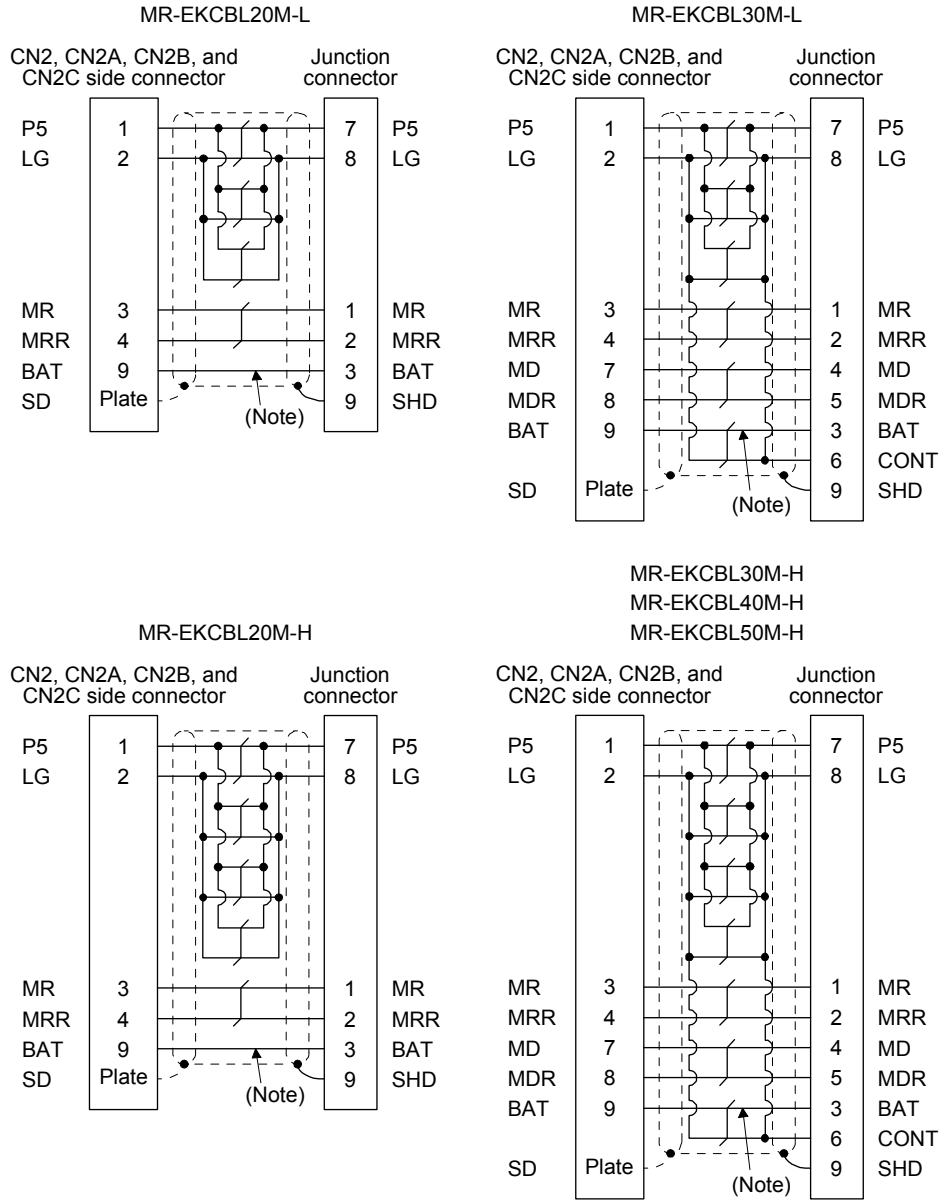 MR-EKCBL20M-L
CN2, CN2A, CN2B, and
CN2C side connector
Junction
connector
P5 1 7 P5
LG 2 8 LG
MR 3 1 MR
MRR 4 2 MRR
BAT 9 3 BAT
SD Plate 9 SHD
(Note)
MR-EKCBL30M-L
CN2, CN2A, CN2B, and
CN2C side connector
Junction
connector
P5 1 7 P5
LG 2 8 LG
MR 3 1 MR
MRR 4 2 MRR
MD 7 4 MD
MDR 8 5 MDR
BAT 9 3 BAT
6 CONT
SD Plate 9 SHD
(Note)
MR-EKCBL20M-H
CN2, CN2A, CN2B, and
CN2C side connector
Junction
connector
P5 1 7 P5
LG 2 8 LG
MR 3 1 MR
MRR 4 2 MRR
BAT 9 3 BAT
SD Plate 9 SHD
(Note)
MR-EKCBL30M-H
MR-EKCBL40M-H
MR-EKCBL50M-H
CN2, CN2A, CN2B, and
CN2C side connector
Junction
connector
P5 1 7 P5
LG 2 8 LG
MR 3 1 MR
MRR 4 2 MRR
MD 7 4 MD
MDR 8 5 MDR
BAT 9 3 BAT
6 CONT
SD Plate 9 SHD
(Note)